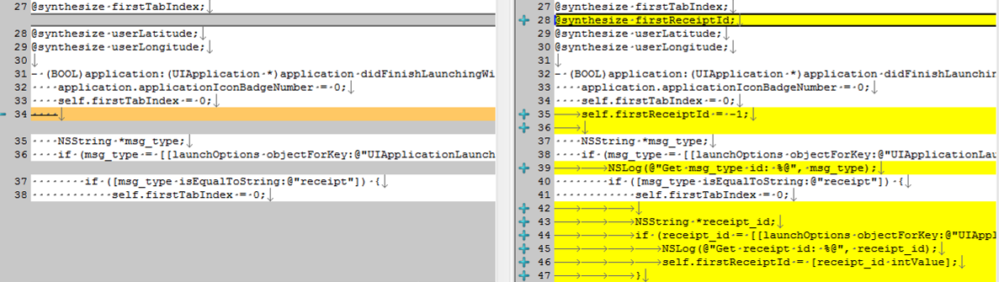 27 @synthesize firstTabIndex;
28 @synthesize userLatitude;
29 @synthesize userLongitude;
30
31 - (BOOL)application:(UIApplication *)application didFinishLaunchingWi
32 application.applicationIconBadgeNumber = 0;
33 self.firstTabIndex = 0;
34
35 NSString *msg_type;
36 if (msg_type = [[launchOptions objectForKey:@"UIApplicationLaunch
37 if ([msg_type isEqualToString:@"receipt"]) {
38 self.firstTabIndex = 0;
27 @synthesize firstTabIndex;
28 @synthesize firstReceiptId;
29 @synthesize userLatitude;
30 @synthesize userLongitude;
31
32 - (BOOL)application:(UIApplication *)application didFinishLaunchin
33 application.applicationIconBadgeNumber = 0;
34 self.firstTabIndex = 0;
35 self.firstReceiptId = -1;
36
37 NSString *msg_type;
38 if (msg_type = [[launchOptions objectForKey:@"UIApplicationLau
39 NSLog(@"Get msg_type id: %@", msg_type);
40 if ([msg_type isEqualToString:@"receipt"]) {
41 self.firstTabIndex = 0;
42
43 NSString *receipt_id;
44 if (receipt_id = [[launchOptions objectForKey:@"UIAppl
45 NSLog(@"Get receipt id: %@", receipt_id);
46 self.firstReceiptId = [receipt_id intValue];
47 }